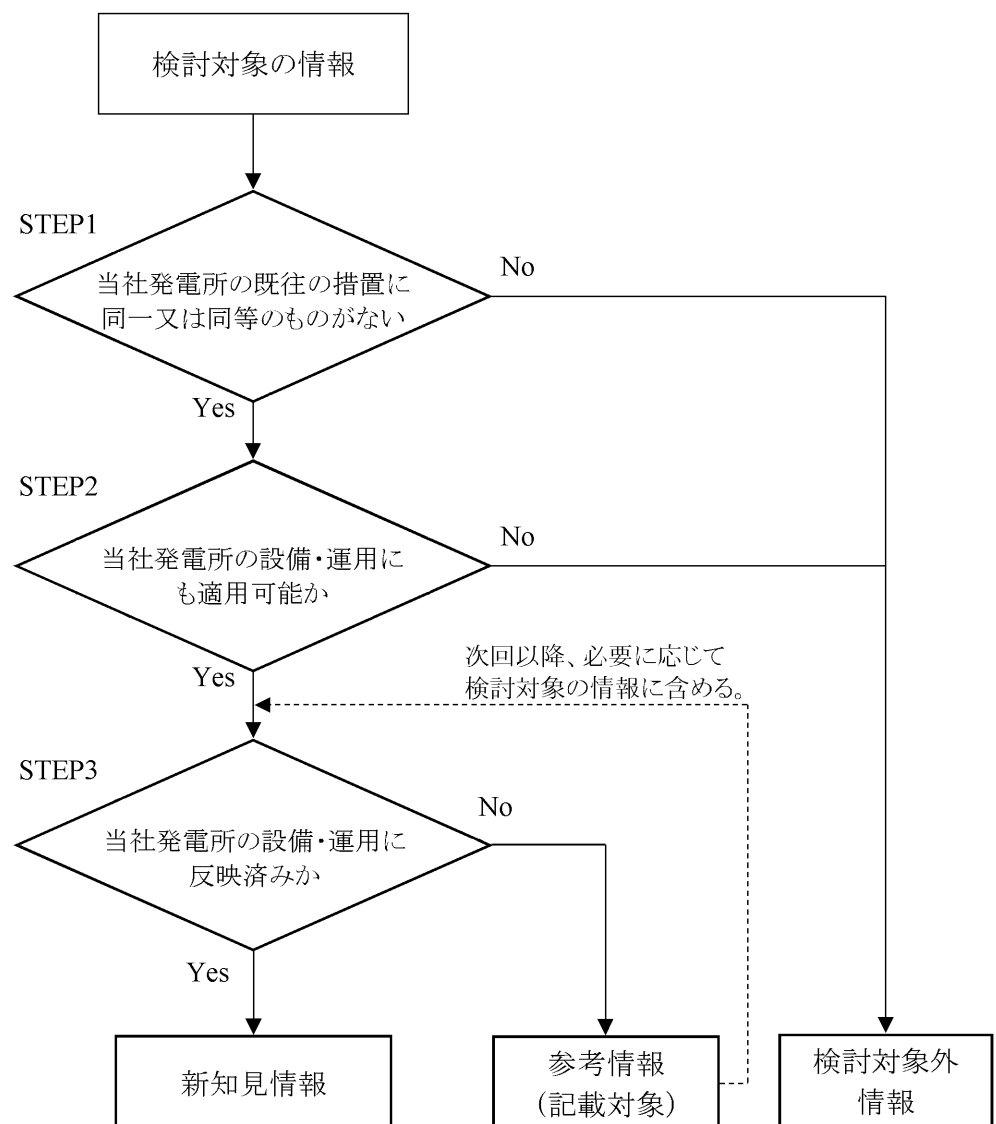 検討対象の情報
STEP1
当社発電所の既往の措置に
同一又は同等のものがない
No
Yes
STEP2
当社発電所の設備・運用に
も適用可能か
No
Yes
次回以降、必要に応じて
検討対象の情報に含める。
STEP3
当社発電所の設備・運用に
反映済みか
No
Yes
新知見情報
参考情報
（記載対象）
検討対象外
情報